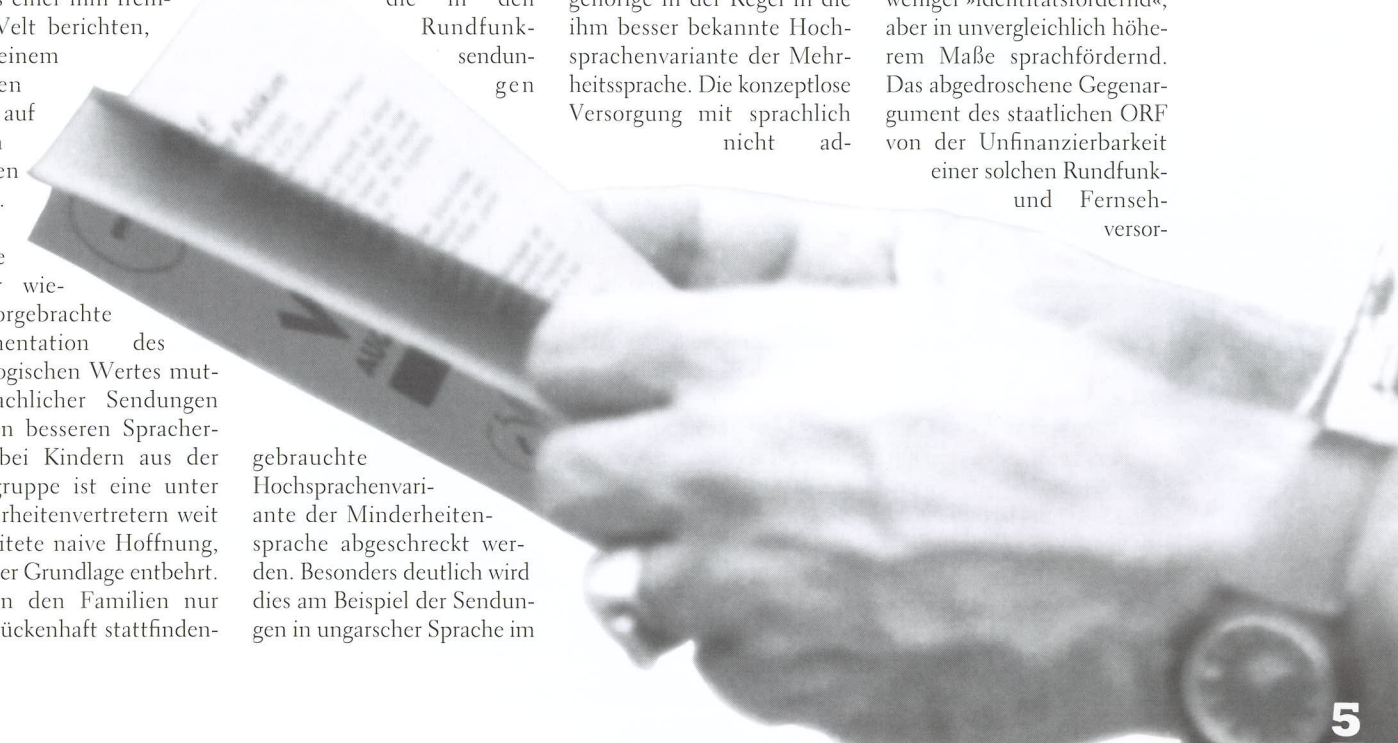 Welt berichten,
einem
en
auf
en
.
e
wie-
orgebrachte
mentation des
ogischen Wertes mut-
achlicher Sendungen
n besseren Spracher-
bei Kindern aus der
gruppe ist eine unter
rheitenvertretern weit
itete naive Hoffnung,
er Grundlage entbehrt.
n den Familien nur
ückenhaft stattfinden-
die in den
Rundfunk-
sendun-
gen
gebrauchte
Hochsprachenvari-
ante der Minderheiten-
sprache abgeschreckt wer-
den. Besonders deutlich wird
dies am Beispiel der Sendun-
gen in ungarscher Sprache im
gehörige in der Regel in die
ihm besser bekannte Hoch-
sprachenvariante der Mehr-
heitssprache. Die konzeptlose
Versorgung mit sprachlich
nicht ad-
weniger »identitätsfördernd«,
aber in unvergleichlich höhe-
rem Maße sprachfördernd.
Das abgedroschene Gegenar-
gument des staatlichen ORF
von der Unfinanzierbarkeit
einer solchen Rundfunk-
und Fernseh-
versor-
Publikum
V
AUG
5